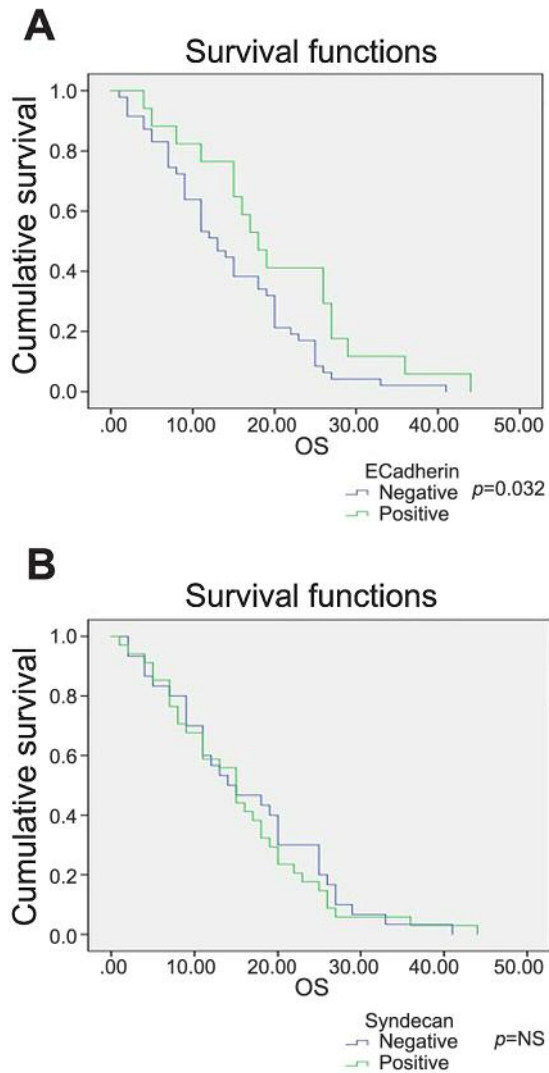 A
Survival functions
Cumulative survival
1.0
0.8
0.6
0.4
0.2
0.0
.00 10.00 20.00 30.00 40.00 50.00
OS
ECadherin
Negative p=0.032
Positive
B
Survival functions
Cumulative survival
1.0
0.8
0.6
0.4
0.2
0.0
.00 10.00 20.00 30.00 40.00 50.00
OS
Syndecan
Negative p=NS
Positive